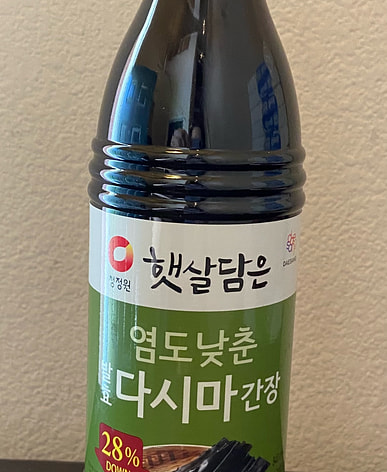 청정원
햇살담은
DAESANG
염도 낮춘
발효
다시마 간장
28%
DOWN